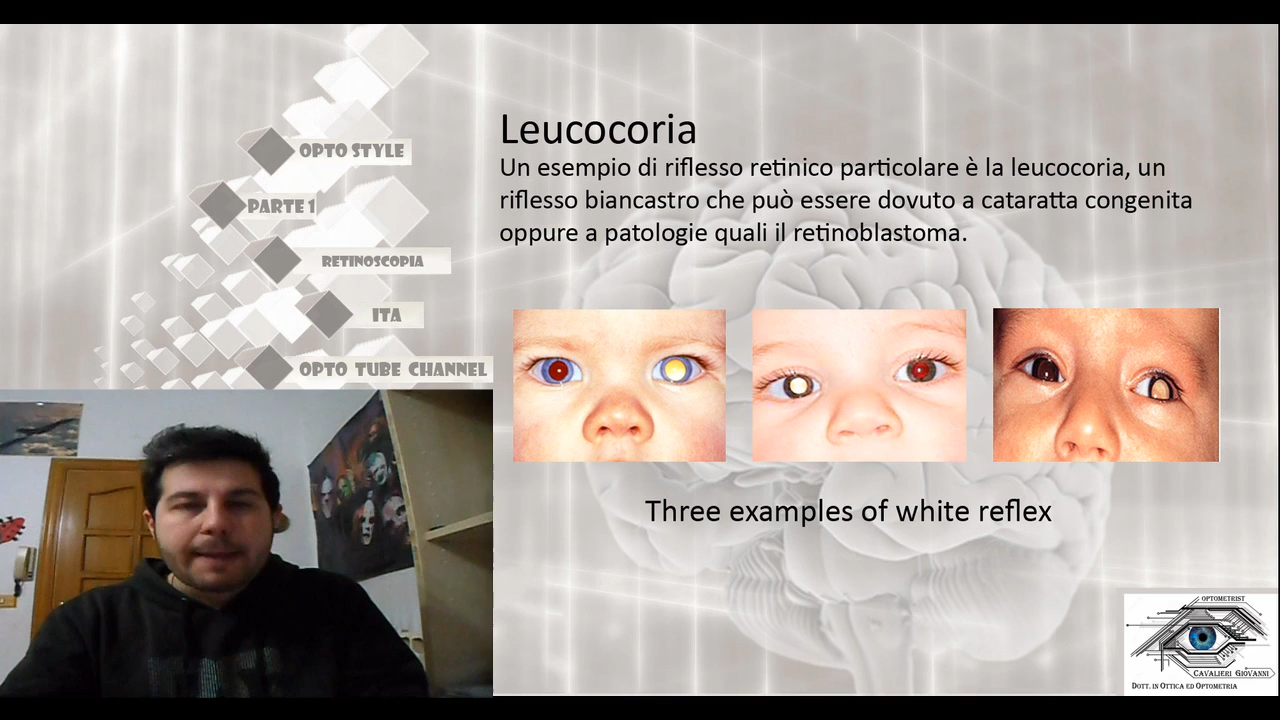 OPTO STYLE
PARTE 1
RETINOSCOPIA
ITA
OPTO TUBE CHANNEL
Leucocoria
Un esempio di riflesso retinico particolare è la leucocoria, un
riflesso biancastro che può essere dovuto a cataratta congenita
oppure a patologie quali il retinoblastoma.
Three examples of white reflex
OPTOMETRIST
CAVALIERI GIOVANNI
DOTT. IN OTTICA ED OPTOMETRIA